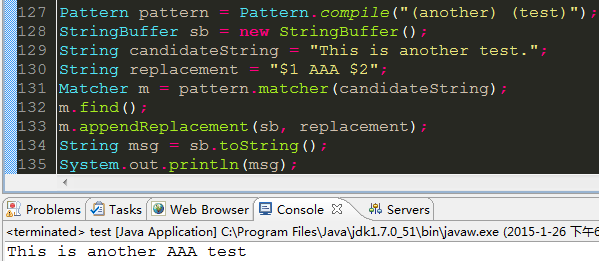 127 Pattern pattern = Pattern.compile("(another) (test)");
128 StringBuffer sb = new StringBuffer();
129 String candidateString = "This is another test.";
130 String replacement = "$1 AAA $2";
131 Matcher m = pattern.matcher(candidateString);
132 m.find();
133 m.appendReplacement(sb, replacement);
134 String msg = sb.toString();
135 System.out.println(msg);
Problems Tasks Web Browser Console Servers
<terminated> test [Java Application] C:\Program Files\Java\jdk1.7.0_51\bin\javaw.exe (2015-1-26 下午6
This is another AAA test